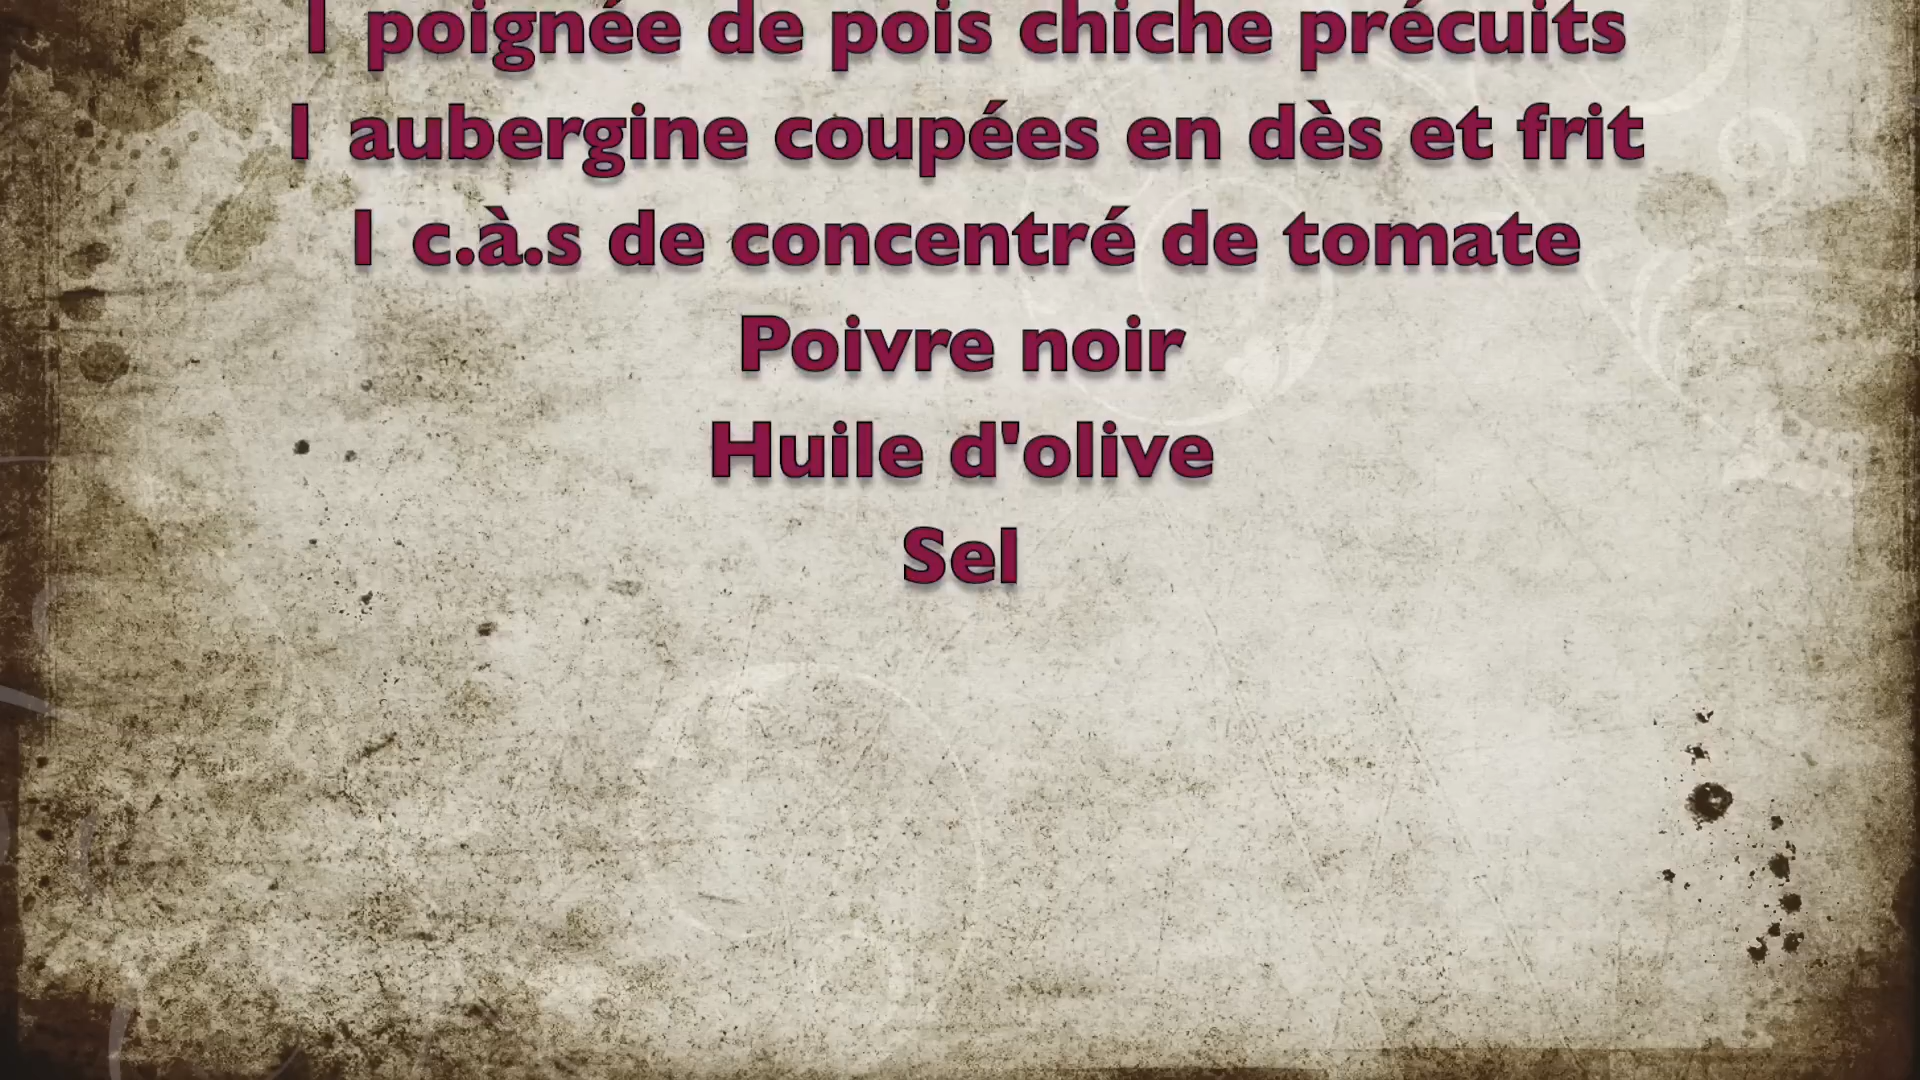 1 poignée de pois chiche précuits
1 aubergine coupées en dès et frit
1 c.à.s de concentré de tomate
Poivre noir
Huile d'olive
Sel